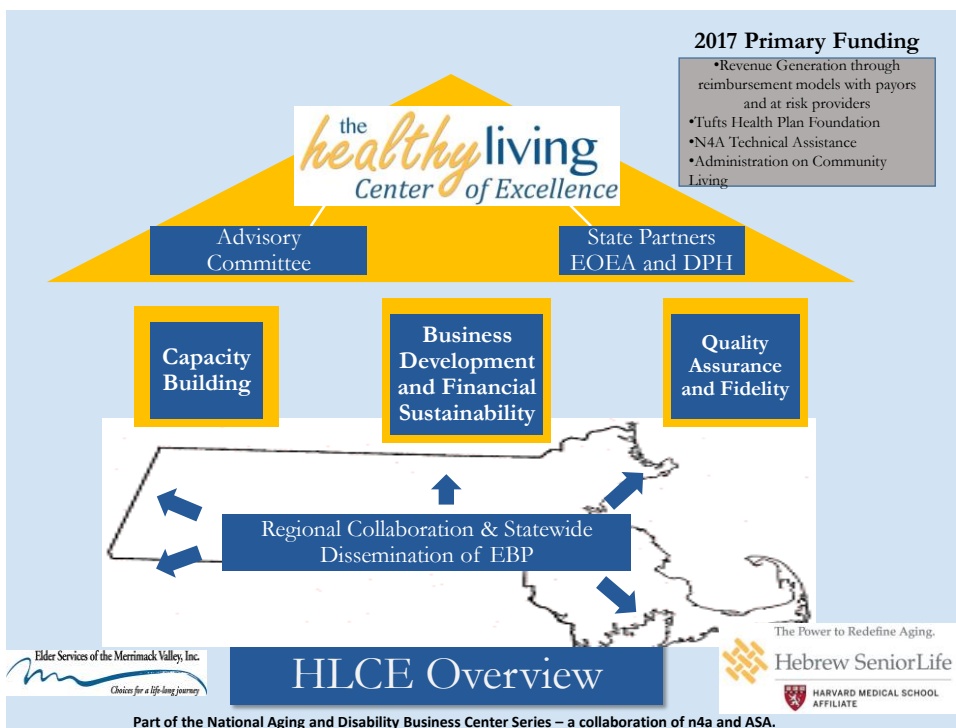 2017 Primary Funding
•Revenue Generation through
reimbursement models with payors
and at risk providers
•Tufts Health Plan Foundation
•N4A Technical Assistance
•Administration on Community
Living
the
healthy living
Center of Excellence
Advisory
Committee
State Partners
EOEA and DPH
Capacity
Building
Business
Development
and Financial
Sustainability
Quality
Assurance
and Fidelity
Regional Collaboration & Statewide
Dissemination of EBP
Elder Services of the Merrimack Valley, Inc.
Choices for a life-long journey
HLCE Overview
The Power to Redefine Aging.
Hebrew SeniorLife
HARVARD MEDICAL SCHOOL
AFFILIATE
Part of the National Aging and Disability Business Center Series – a collaboration of n4a and ASA.